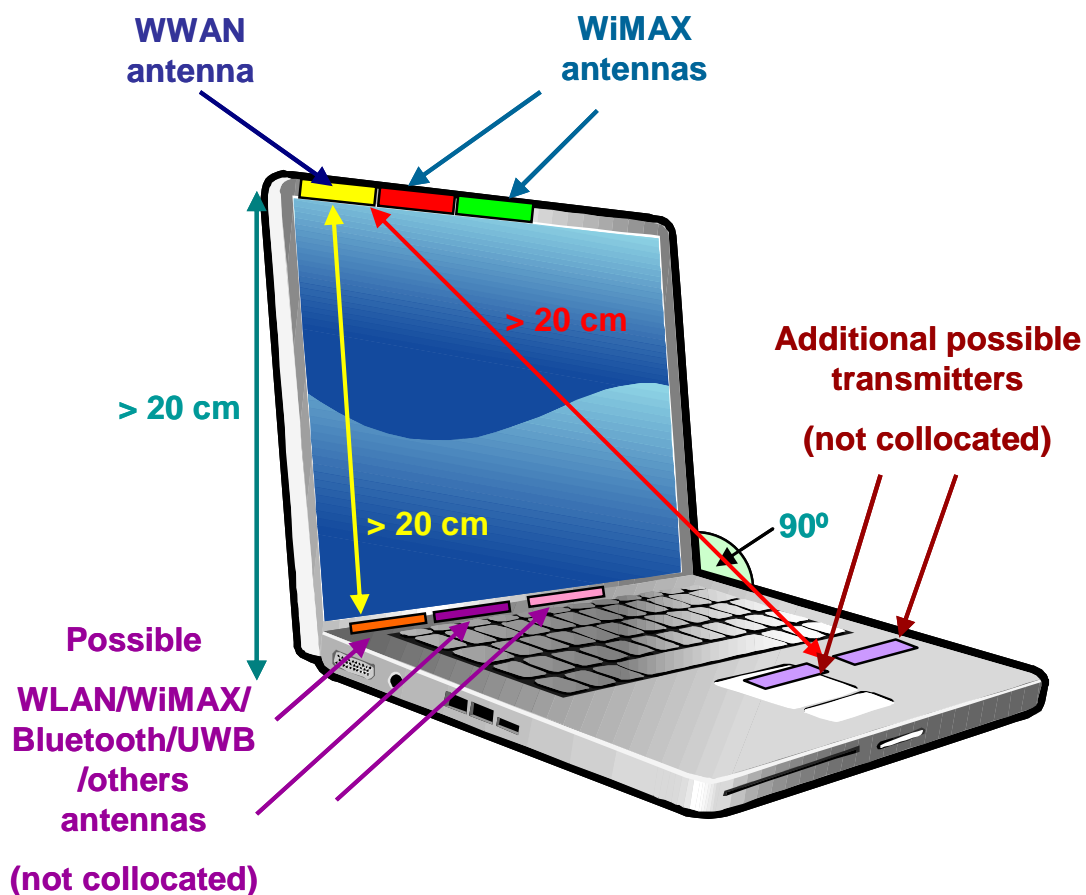 WWAN
antenna
WiMAX
antennas
> 20 cm
Additional possible
transmitters
(not collocated)
> 20 cm
> 20 cm
90º
Possible
WLAN/WiMAX/
Bluetooth/UWB
/others
antennas
(not collocated)